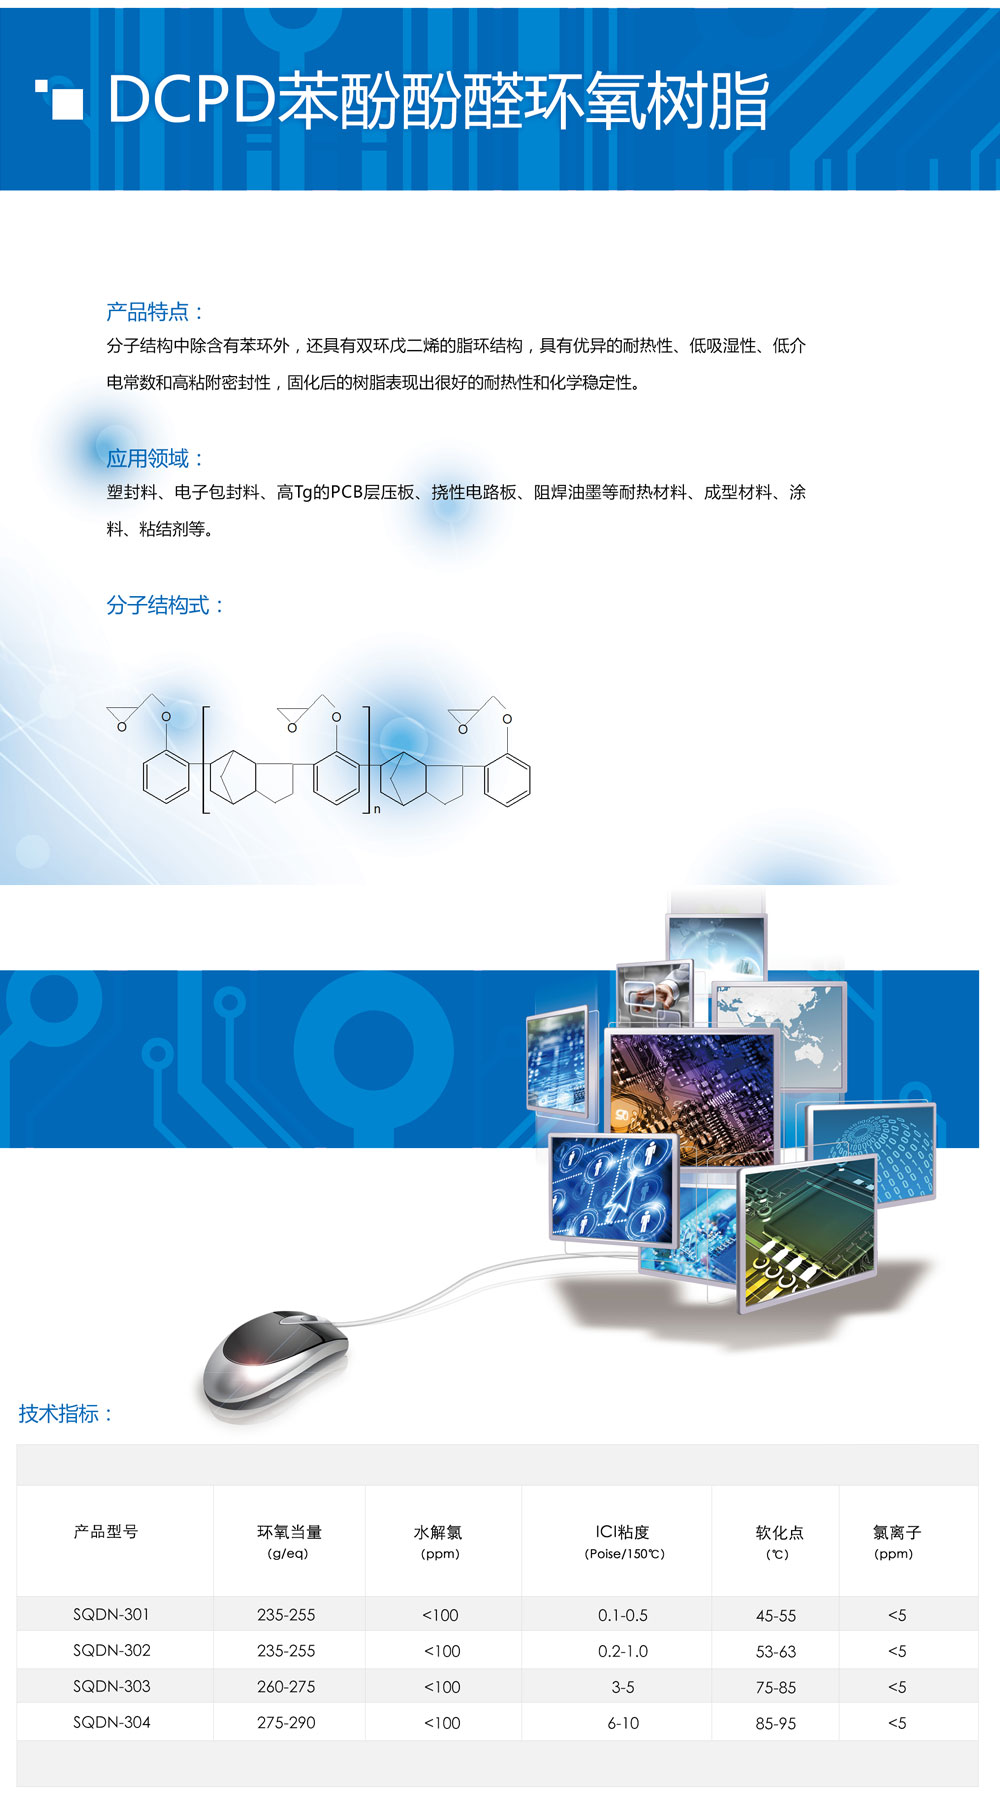 DCPD苯酚酚醛环氧树脂
产品特点：
分子结构中除含有苯环外，还具有双环戊二烯的脂环结构，具有优异的耐热性、低吸湿性、低介
电常数和高粘附密封性，固化后的树脂表现出很好的耐热性和化学稳定性。
应用领域：
塑封料、电子包封料、高Tg的PCB层压板、挠性电路板、阻焊油墨等耐热材料、成型材料、涂
料、粘结剂等。
分子结构式：
O O O O O O
n
技术指标：
产品型号 环氧当量 水解氯 ICI粘度 软化点 氯离子
(g/eq) (ppm) (Poise/150℃) (℃) (ppm)
SQDN-301 235-255 <100 0.1-0.5 45-55 <5
SQDN-302 235-255 <100 0.2-1.0 53-63 <5
SQDN-303 260-275 <100 3-5 75-85 <5
SQDN-304 275-290 <100 6-10 85-95 <5